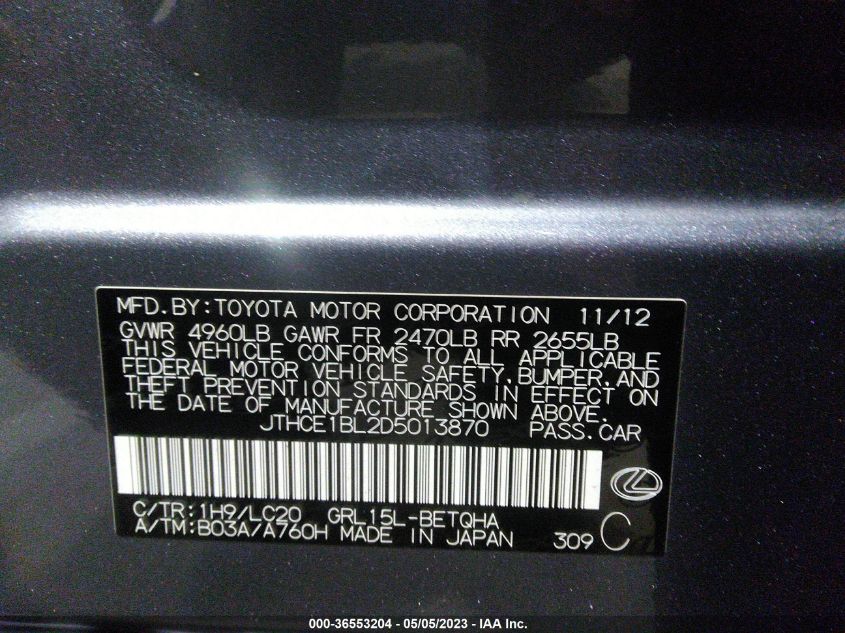 MFD.BY:TOYOTA MOTOR CORPORATION 11/12
GVWR 4960LB GAWR FR 2470LB RR 2655LB
THIS VEHICLE CONFORMS TO ALL APPLICABLE
FEDERAL MOTOR VEHICLE SAFETY,BUMPER,AND
THEFT PREVENTION STANDARDS IN EFFECT ON
THE DATE OF MANUFACTURE SHOWN ABOVE.
JTHCE1BL2D5013870 PASS.CAR
C/TR:1H9/LC20 GRL15L-BETQHA
A/TM:B03A/A760H MADE IN JAPAN 309 C
000-36553204 - 05/05/2023 - IAA Inc.